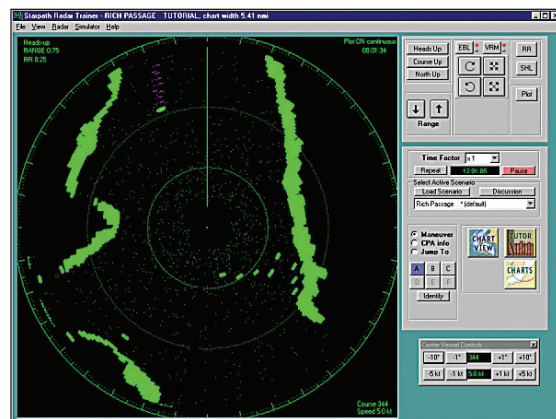 Starpath Radar Trainer - RICH PASSAGE TUTORIAL, chart width 5.41 nmi
File View Radar Simulator Help
Heads-up
RANGE 0.75
RR 0.25
Plot ON continuous
00:01:34
Course 344
Speed 5.0 kt
Heads Up
Course Up
North Up
EBL
VRM
RR
SHL
Plot
Range
Time Factor x 1
Repeat 12:01:05 Pause
Select Active Scenario
Load Scenario Discussion
Rich Passage *(default)
Maneuver
CPA info
Jump To
A B C
D E F
Identify
CHART VIEW
TUTOR
CHARTS
Center Vessel Controls
-10° -1° 344 +1° +10°
-5 kt -1 kt 5.0 kt +1 kt +5 kt